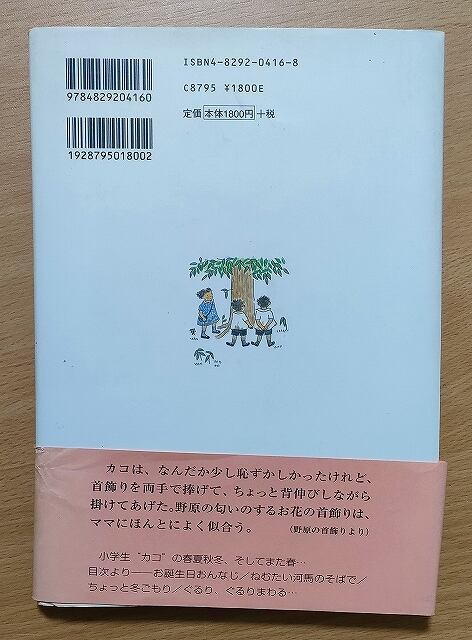 ISBN4-8292-0416-8
9784829204160
C8795 ¥1800E
定価 本体1800円 +税
1928795018002
カコは、なんだか少し恥ずかしかったけれど、
首飾りを両手で捧げて、ちょっと背伸びしながら
掛けてあげた。野原の匂いのするお花の首飾りは、
ママにほんとによく似合う。 (野原の首飾りより)
小学生“カコ”の春夏秋冬、そしてまた春…
目次より――お誕生日おんなじ／ねむたい河馬のそばで／
ちょっと冬ごもり／ぐるり、ぐるりまわる…